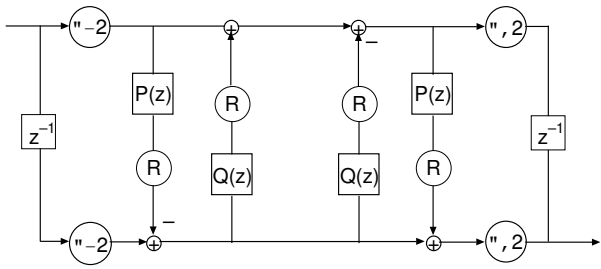 "−2 + + ",2
−
P(z) R R P(z)
z⁻¹ z⁻¹
R Q(z) Q(z) R
−
"−2 + + ",2